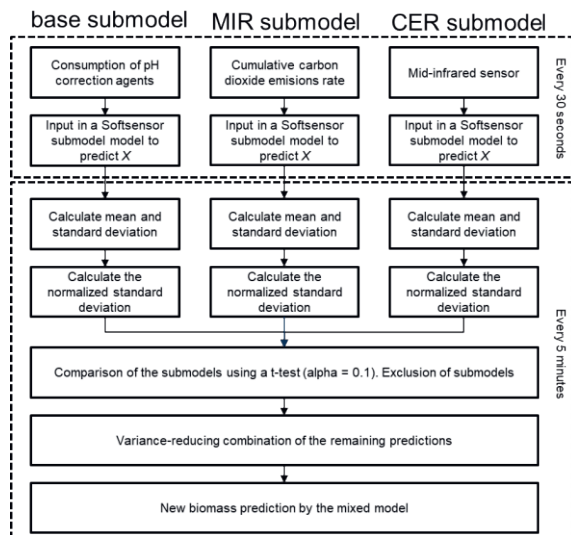 base submodel
MIR submodel
CER submodel
Consumption of pH
correction agents
Cumulative carbon
dioxide emisions rate
Mid-infrared sensor
Every 30 seconds
Input in a Softsensor
submodel model to
predict X
Input in a Softsensor
submodel model to
predict X
Input in a Softsensor
submodel model to
predict X
Calculate mean and
standard deviation
Calculate mean and
standard deviation
Calculate mean and
standard deviation
Calculate the
normalized standard
deviation
Calculate the
normalized standard
deviation
Calculate the
normalized standard
deviation
Every 5 minutes
Comparison of the submodels using a t-test (alpha = 0.1). Exclusion of submodels
Variance-reducing combination of the remaining predictions
New biomass prediction by the mixed model